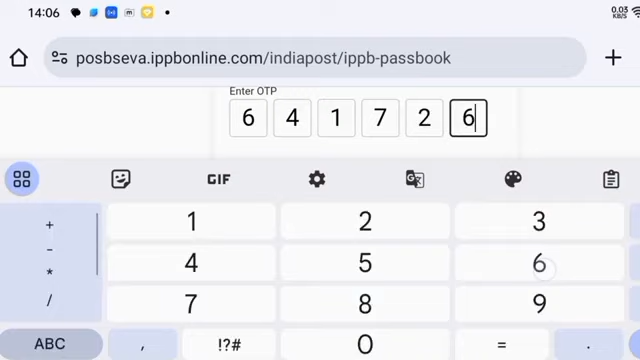 14:06
0.03
KB/S
posbseva.ippbonline.com/indiapost/ippb-passbook
Enter OTP
6 4 1 7 2 6
GIF
+ 1 2 3
-
* 4 5 6
/ 7 8 9
ABC , !?# 0 = .